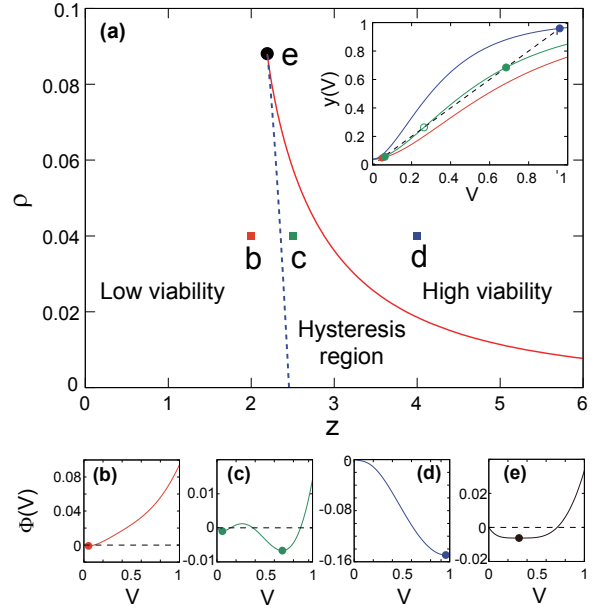 (a)
0.1
0.08
0.06
0.04
0.02
0
ρ
0 1 2 3 4 5 6
z
e
b
c
d
Low viability
Hysteresis
region
High viability
1
0.8
0.6
0.4
0.2
0
y(V)
0 0.2 0.4 0.6 0.8 1
V
(b)
0.08
0.04
0
Φ(V)
0 0.5 1
V
(c)
0.01
0
-0.01
0 0.5 1
V
(d)
0
-0.08
-0.16
0 0.5 1
V
(e)
0.02
0
-0.02
0 0.5 1
V